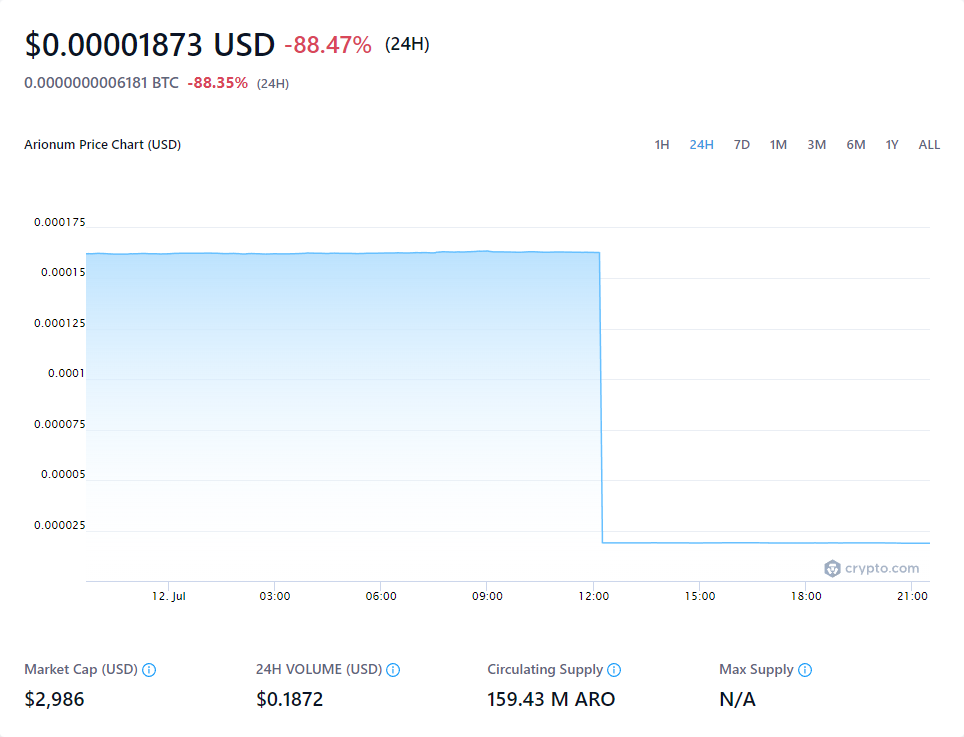 $0.00001873 USD -88.47% (24H)
0.0000000006181 BTC -88.35% (24H)
Arionum Price Chart (USD) 1H 24H 7D 1M 3M 6M 1Y ALL
0.000175
0.00015
0.000125
0.0001
0.000075
0.00005
0.000025
crypto.com
12. Jul 03:00 06:00 09:00 12:00 15:00 18:00 21:00
Market Cap (USD) 24H VOLUME (USD) Circulating Supply Max Supply
$2,986 $0.1872 159.43 M ARO N/A